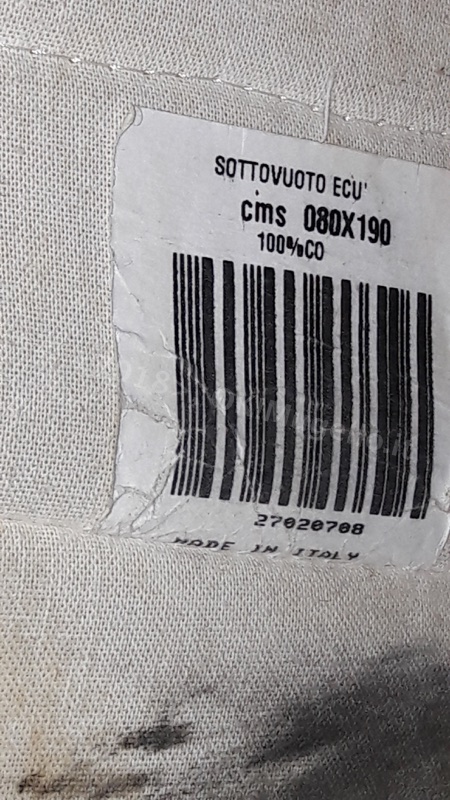 SOTTOVUOTO ECU'
cms 080X190
100%CO
27020708
MADE IN ITALY